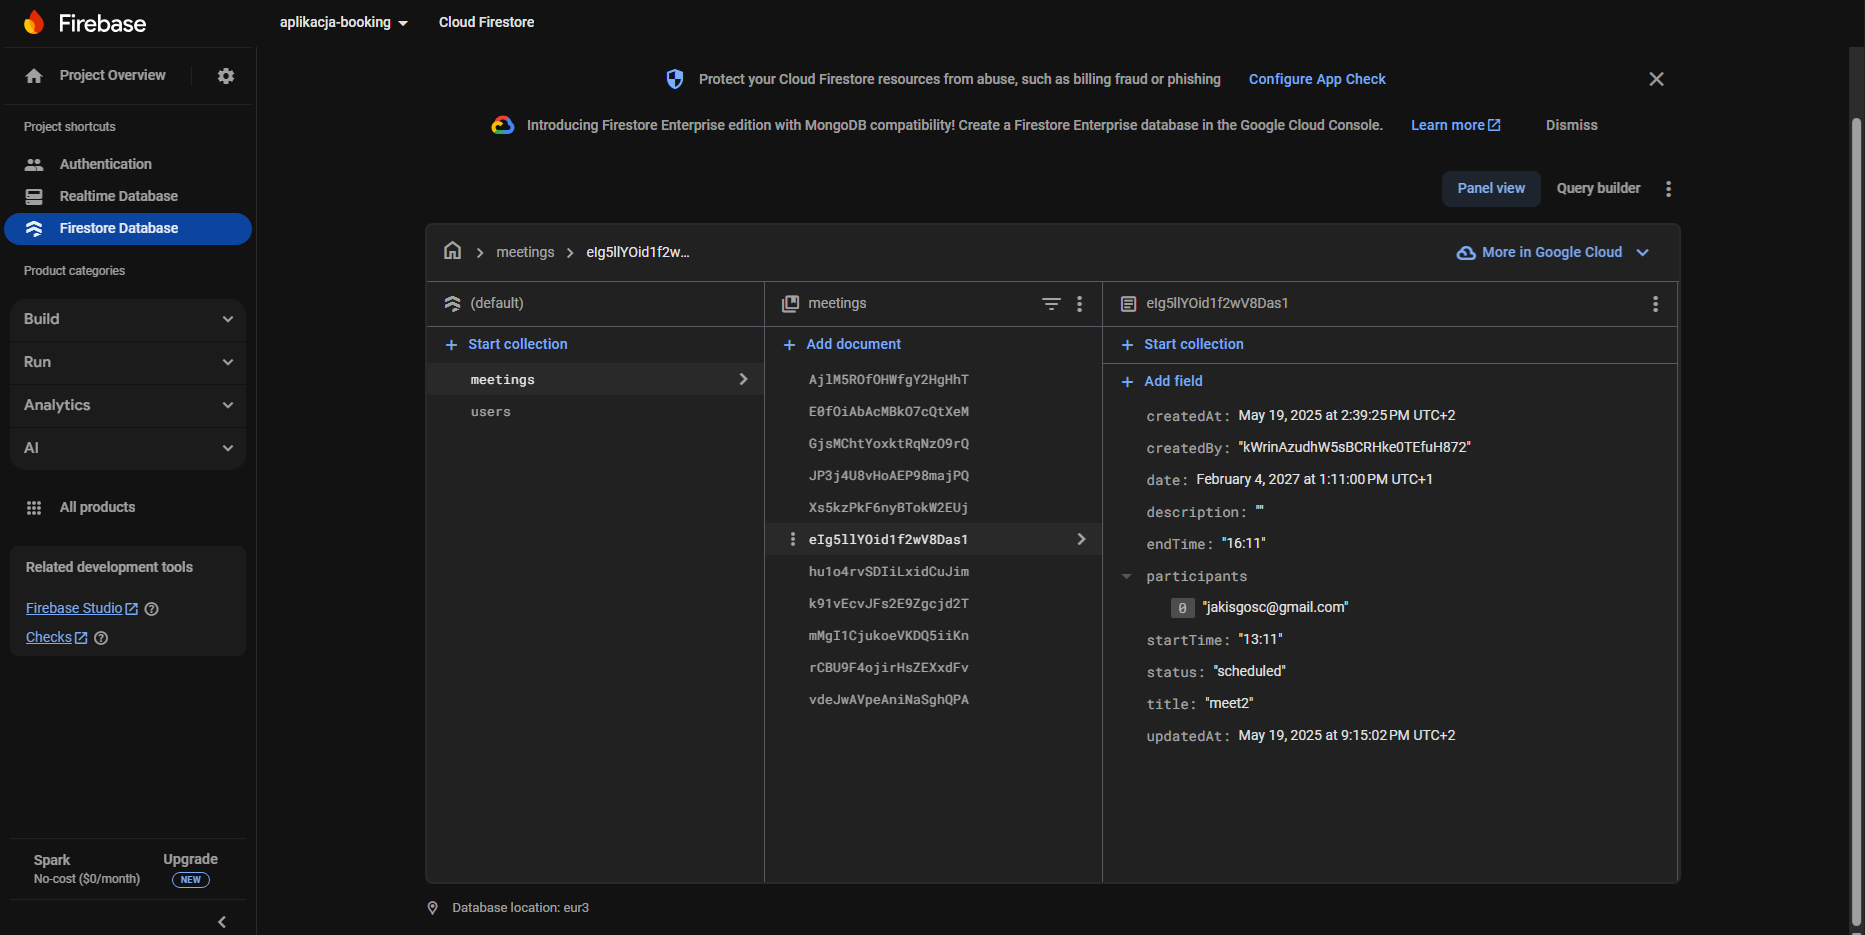 Firebase
aplikacja-booking
Cloud Firestore
Project Overview
Project shortcuts
Authentication
Realtime Database
Firestore Database
Product categories
Build
Run
Analytics
AI
All products
Related development tools
Firebase Studio
Checks
Spark
No-cost ($0/month)
Upgrade
NEW
Protect your Cloud Firestore resources from abuse, such as billing fraud or phishing Configure App Check
Introducing Firestore Enterprise edition with MongoDB compatibility! Create a Firestore Enterprise database in the Google Cloud Console. Learn more Dismiss
Panel view Query builder
meetings eIg5llYOid1f2w...
More in Google Cloud
(default)
Start collection
meetings
users
meetings
Add document
AjlM5ROfOHWfgY2HgHhT
E0fOiAbAcMBkO7cQtXeM
GjsMChtYoxktRqNzO9rQ
JP3j4U8vHoAEP98majPQ
Xs5kzPkF6nyBTokW2EUj
eIg5llYOid1f2wV8Das1
hu1o4rvSDIiLxidCuJim
k91vEcvJFs2E9Zgcjd2T
mMgI1CjukoeVKDQ5iiKn
rCBU9F4ojirHsZEXxdFv
vdeJwAVpeAniNaSghQPA
eIg5llYOid1f2wV8Das1
Start collection
Add field
createdAt: May 19, 2025 at 2:39:25 PM UTC+2
createdBy: "kWrinAzudhW5sBCRHke0TEfuH872"
date: February 4, 2027 at 1:11:00 PM UTC+1
description: ""
endTime: "16:11"
participants
0 "jakisgosc@gmail.com"
startTime: "13:11"
status: "scheduled"
title: "meet2"
updatedAt: May 19, 2025 at 9:15:02 PM UTC+2
Database location: eur3